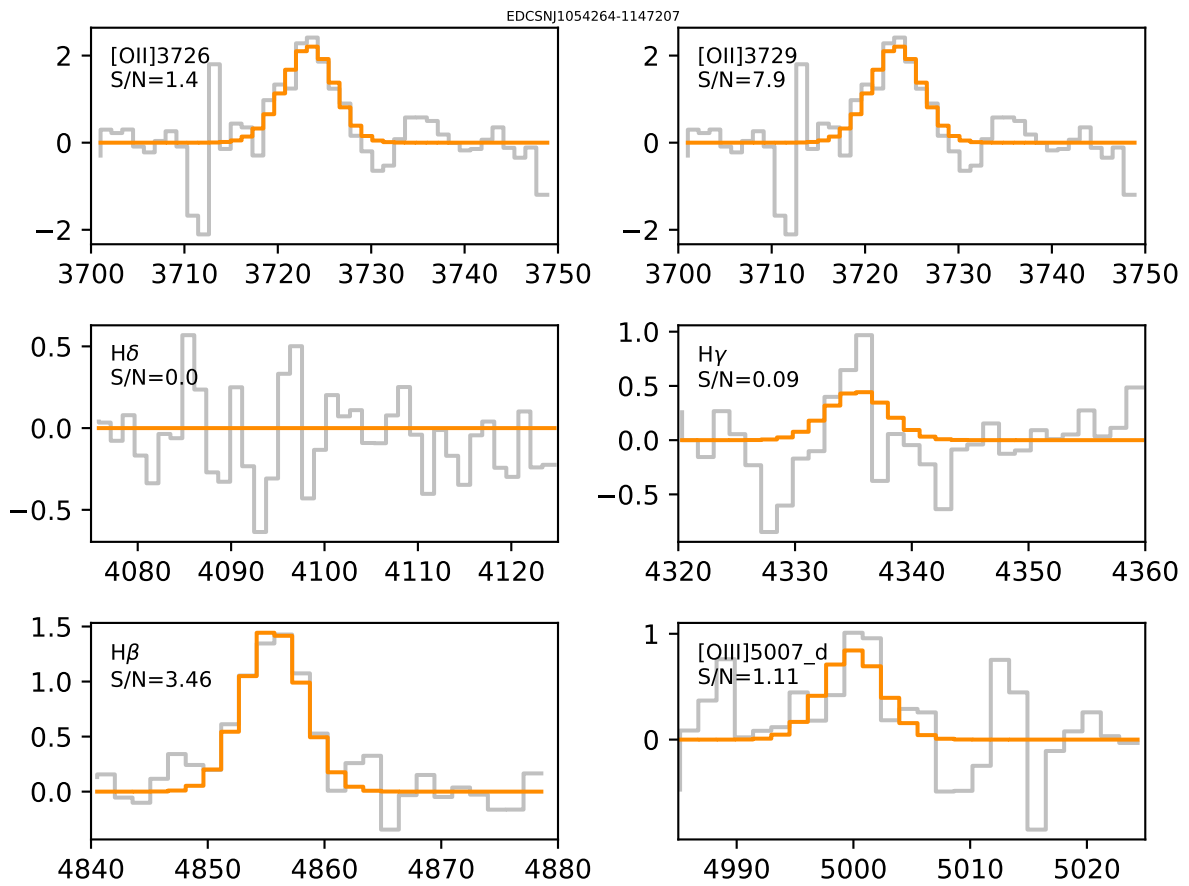 EDCSNJ1054264-1147207
[OII]3726
S/N=1.4
2
0
−2
3700 3710 3720 3730 3740 3750
[OII]3729
S/N=7.9
2
0
−2
3700 3710 3720 3730 3740 3750
Hδ
S/N=0.0
0.5
0.0
−0.5
4080 4090 4100 4110 4120
Hγ
S/N=0.09
1.0
0.5
0.0
−0.5
4320 4330 4340 4350 4360
Hβ
S/N=3.46
1.5
1.0
0.5
0.0
4840 4850 4860 4870 4880
[OIII]5007_d
S/N=1.11
1
0
4990 5000 5010 5020